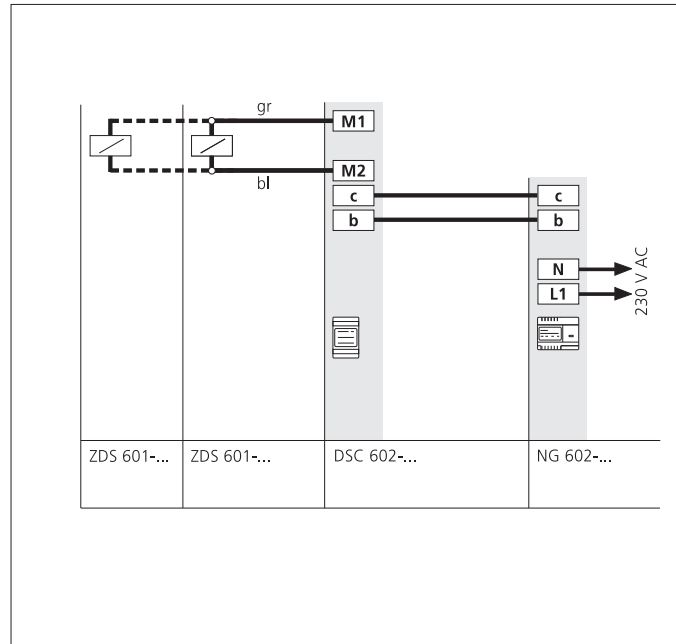 gr
M1
M2
bl
c
c
b
b
N
L1
230 V AC
ZDS 601-...
ZDS 601-...
DSC 602-...
NG 602-...